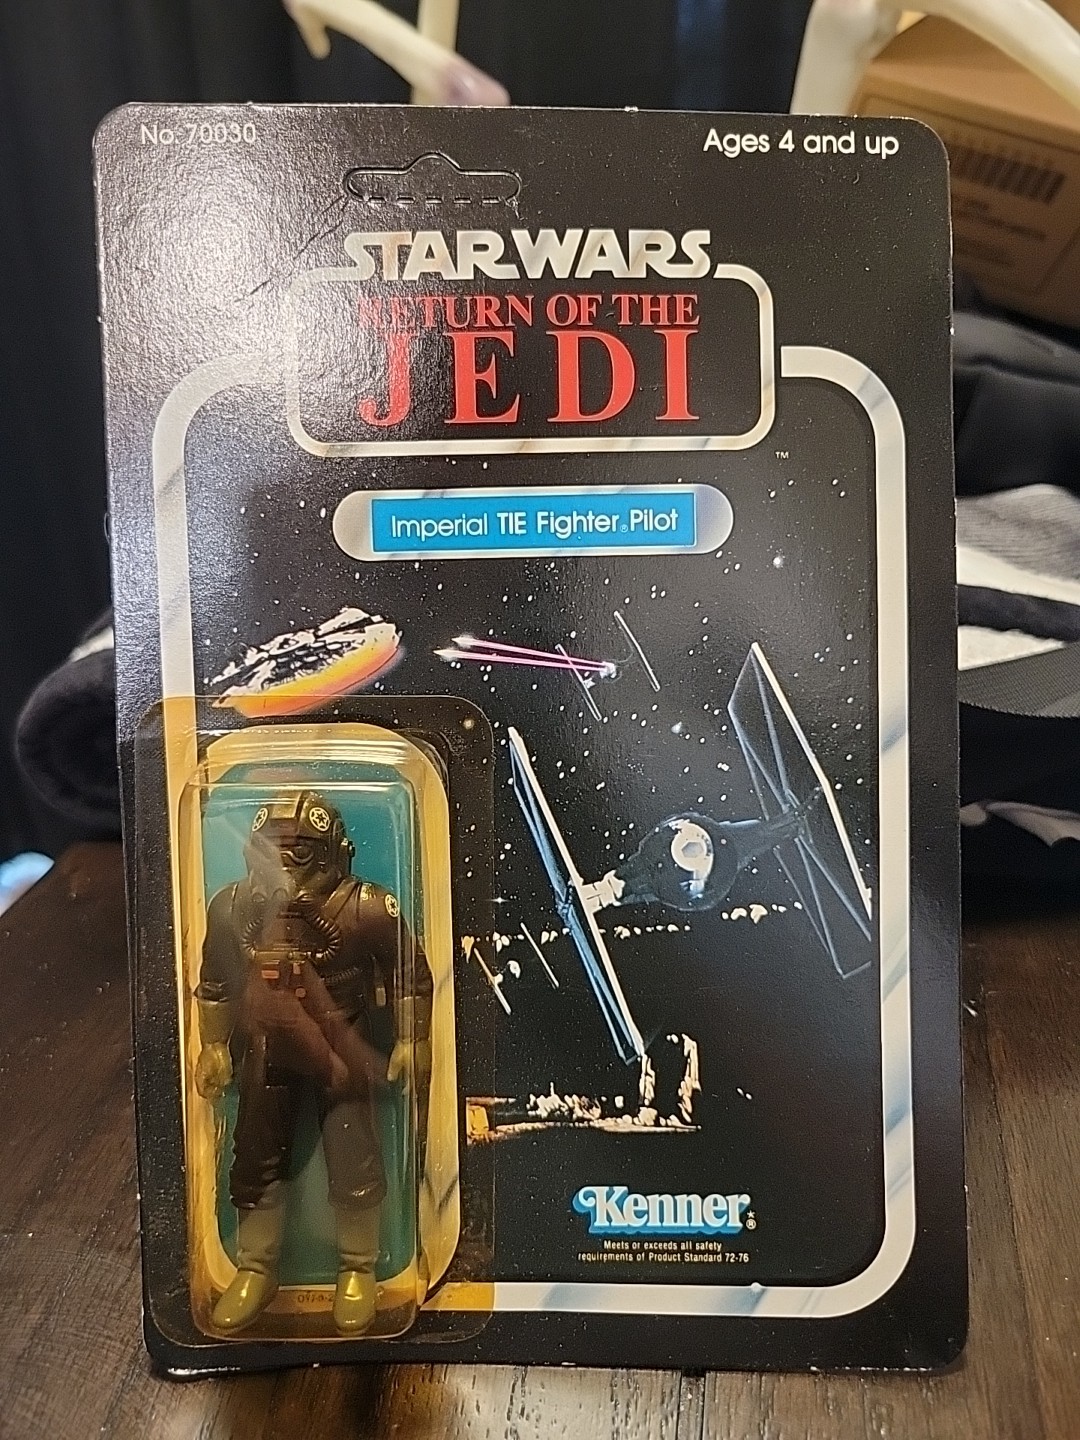 No. 70030
Ages 4 and up
STAR WARS
RETURN OF THE
JEDI
TM
Imperial TIE Fighter® Pilot
Kenner®
Meets or exceeds all safety
requirements of Product Standard 72-76